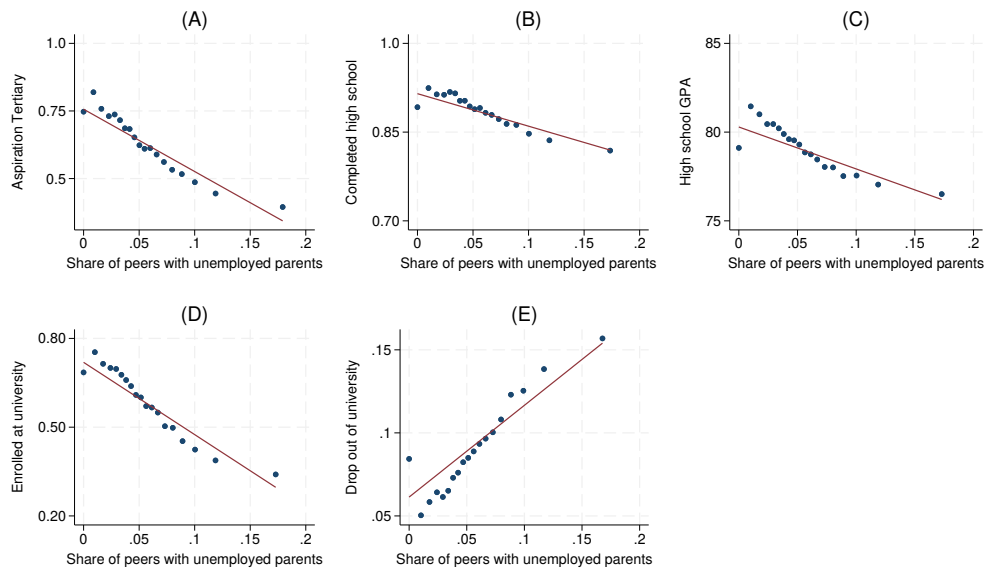 (A)
Aspiration Tertiary
1.0
0.75
0.5
0 .05 .1 .15 .2
Share of peers with unemployed parents
(B)
Completed high school
1.0
0.85
0.70
0 .05 .1 .15 .2
Share of peers with unemployed parents
(C)
High school GPA
85
80
75
0 .05 .1 .15 .2
Share of peers with unemployed parents
(D)
Enrolled at university
0.80
0.50
0.20
0 .05 .1 .15 .2
Share of peers with unemployed parents
(E)
Drop out of university
.15
.1
.05
0 .05 .1 .15 .2
Share of peers with unemployed parents